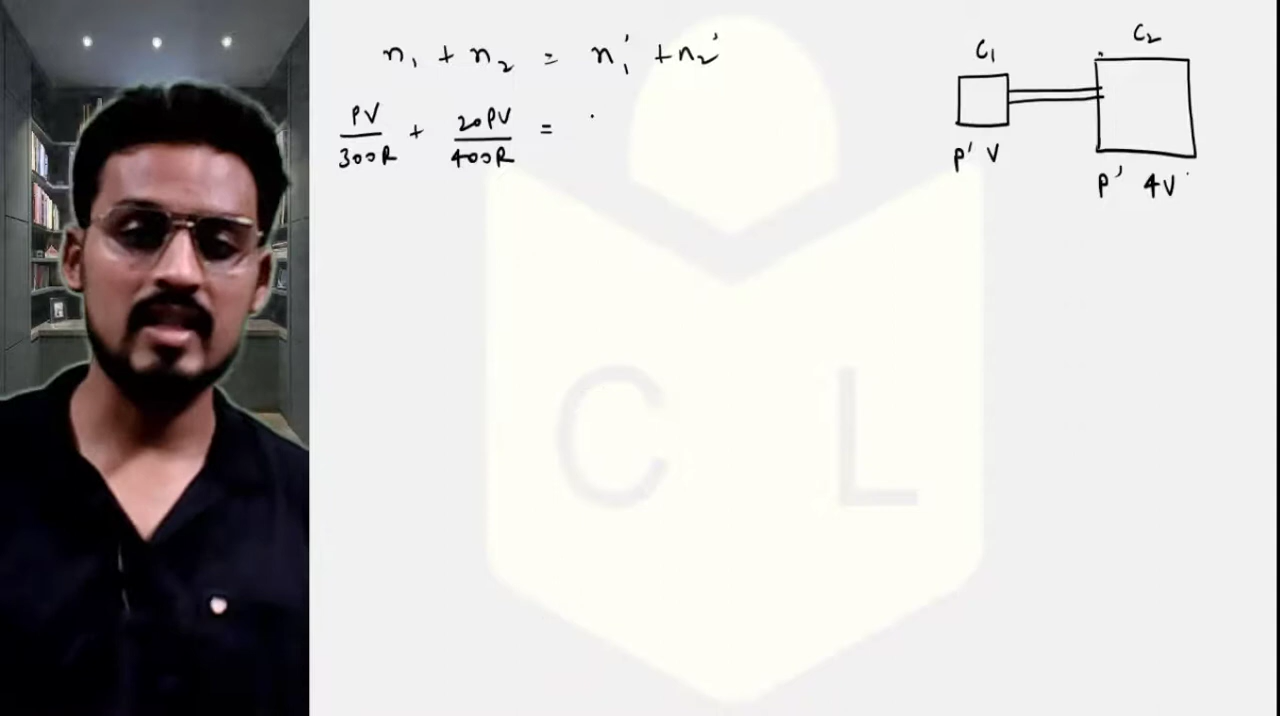 n₁ + n₂ = n₁' + n₂'
PV/300R + 20PV/400R =
C₁
C₂
P' V
P' 4V
C L